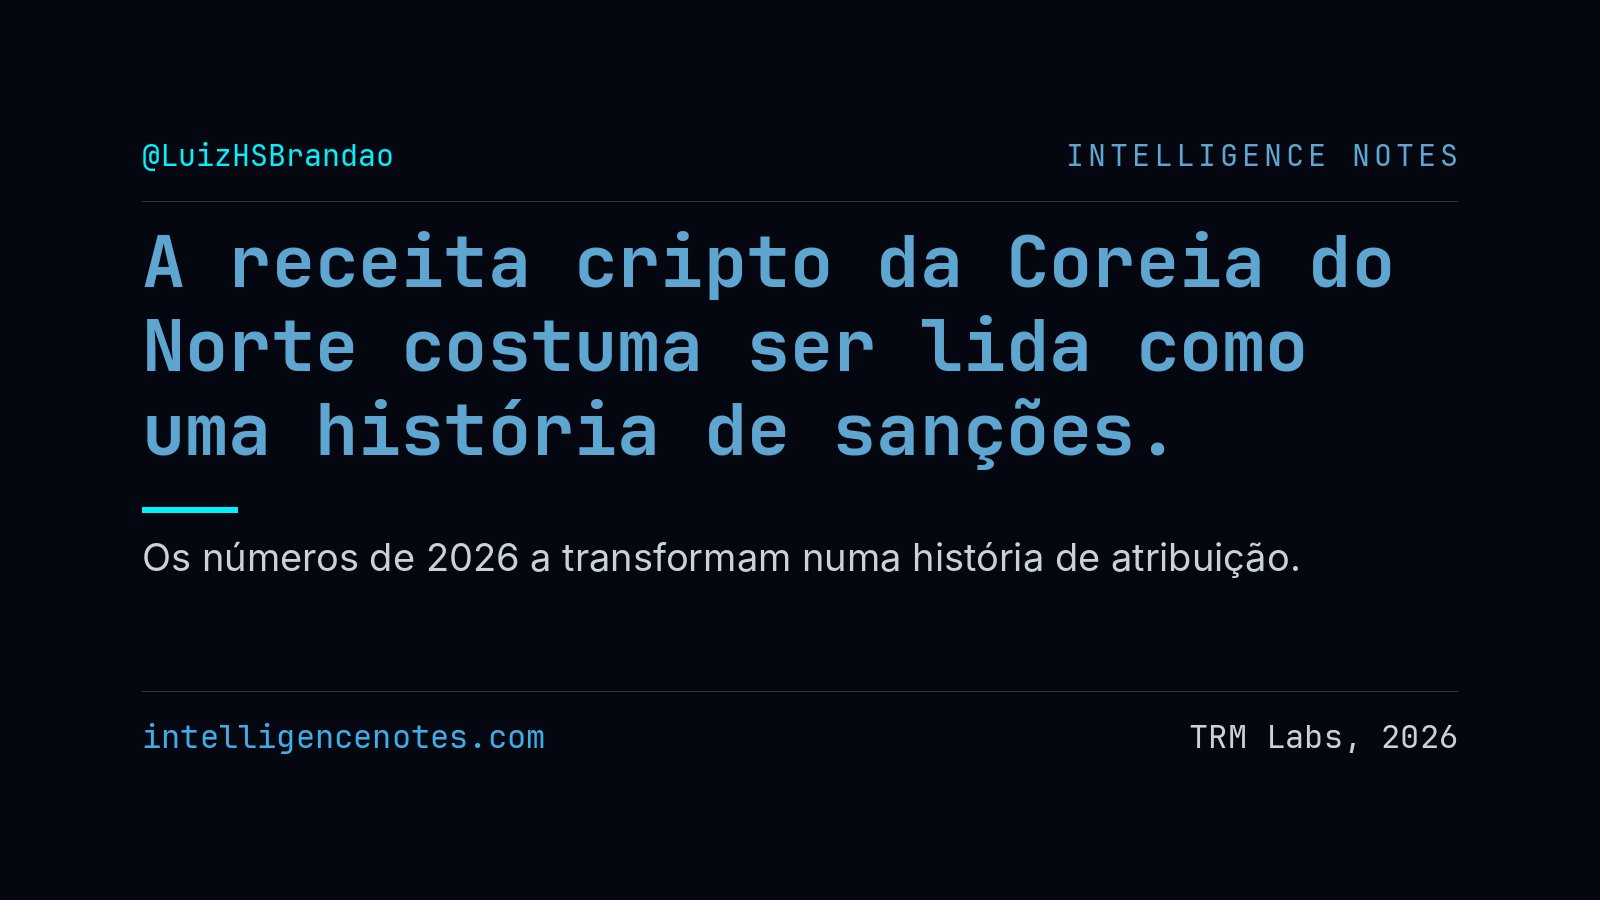 @LuizHSBrandao
INTELLIGENCE NOTES
A receita cripto da Coreia do
Norte costuma ser lida como
uma história de sanções.
Os números de 2026 a transformam numa história de atribuição.
intelligencenotes.com
TRM Labs, 2026